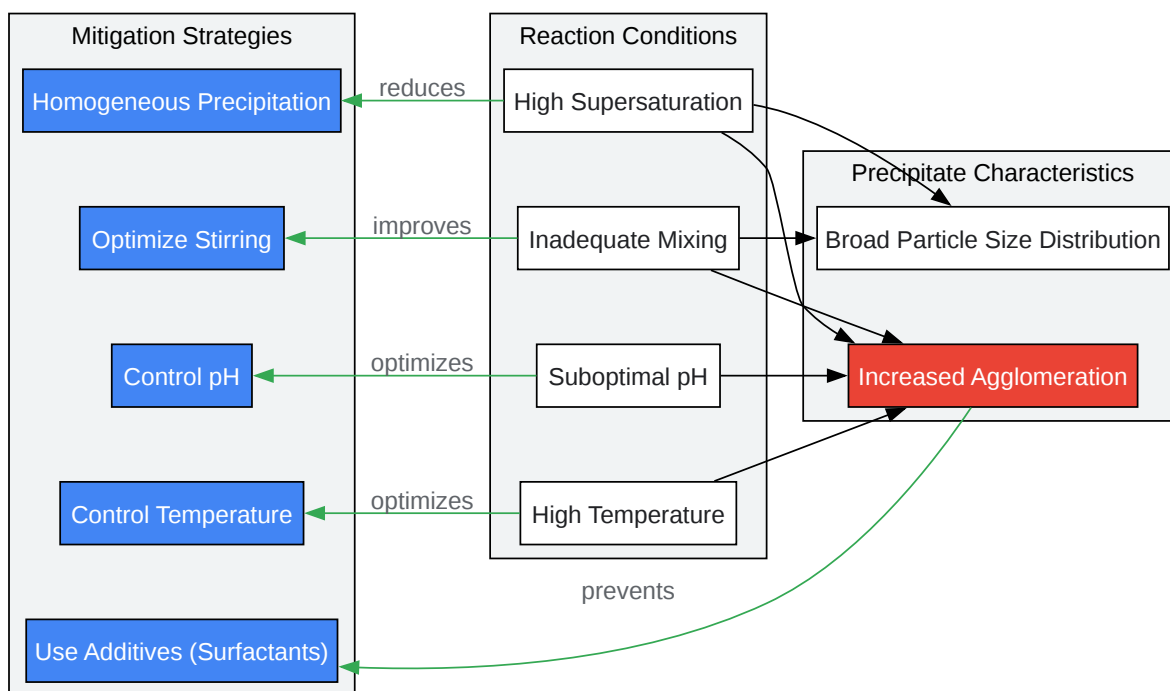 Mitigation Strategies
Reaction Conditions
Homogeneous Precipitation
reduces
High Supersaturation
Precipitate Characteristics
Optimize Stirring
improves
Inadequate Mixing
Broad Particle Size Distribution
Control pH
optimizes
Suboptimal pH
Increased Agglomeration
Control Temperature
optimizes
High Temperature
prevents
Use Additives (Surfactants)